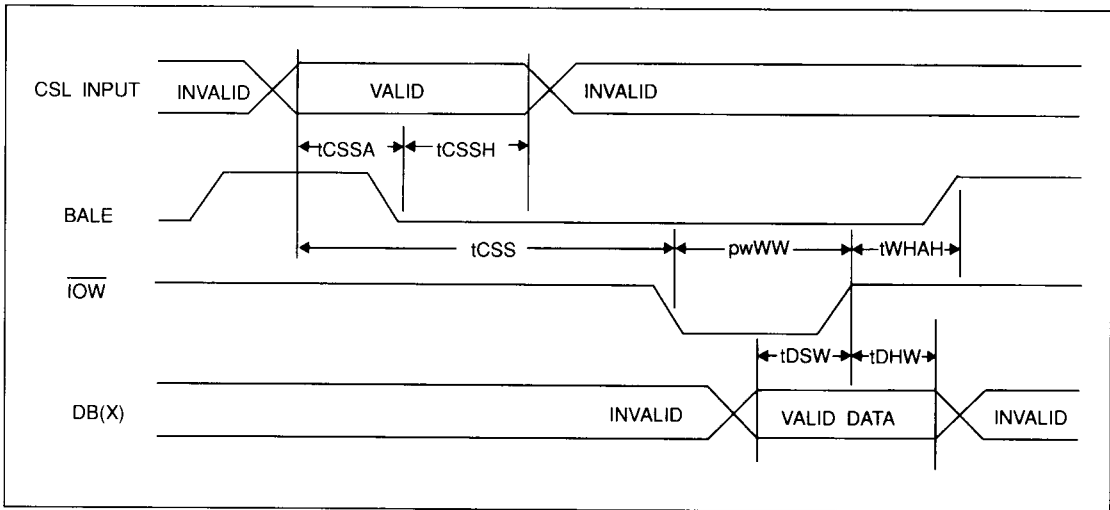 CSL INPUT INVALID VALID INVALID
tCSSA tCSSH
BALE
tCSS pwWW tWHAH
IOW
tDSW tDHW
DB(X) INVALID VALID DATA INVALID